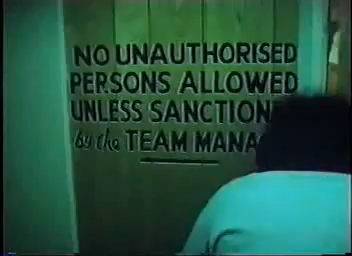 NO UNAUTHORISED
PERSONS ALLOWED
UNLESS SANCTION
by the TEAM MANA